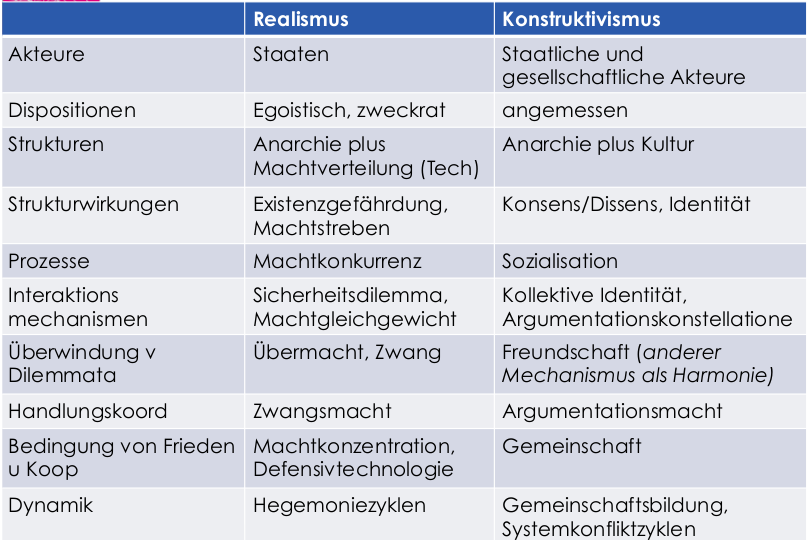 Realismus Konstruktivismus
Akteure Staaten Staatliche und
gesellschaftliche Akteure
Dispositionen Egoistisch, zweckrat angemessen
Strukturen Anarchie plus Anarchie plus Kultur
Machtverteilung (Tech)
Strukturwirkungen Existenzgefährdung, Konsens/Dissens, Identität
Machtstreben
Prozesse Machtkonkurrenz Sozialisation
Interaktions Sicherheitsdilemma, Kollektive Identität,
mechanismen Machtgleichgewicht Argumentationskonstellatione
Überwindung v Übermacht, Zwang Freundschaft (anderer
Dilemmata Mechanismus als Harmonie)
Handlungskoord Zwangsmacht Argumentationsmacht
Bedingung von Frieden Machtkonzentration, Gemeinschaft
u Koop Defensivtechnologie
Dynamik Hegemoniezyklen Gemeinschaftsbildung,
Systemkonfliktzyklen